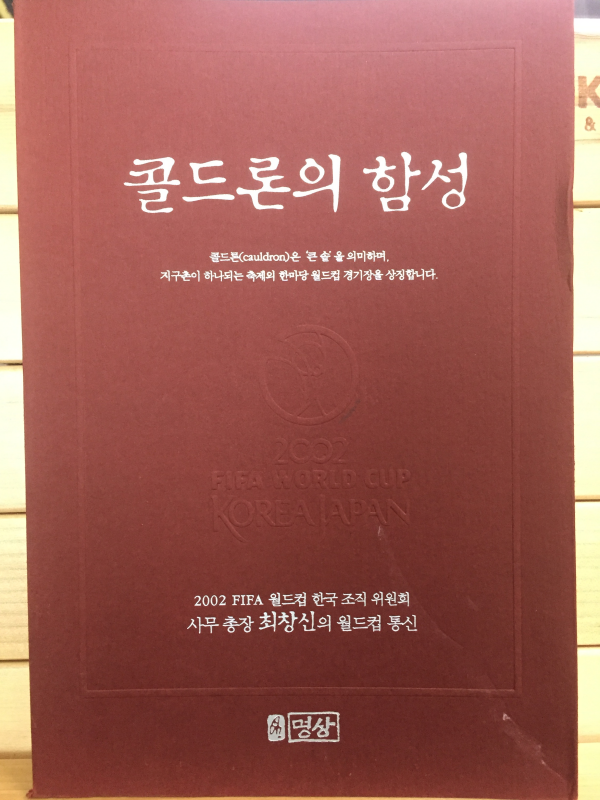 콜드론의 함성
콜드론(cauldron)은 '큰 솥'을 의미하며,
지구촌이 하나되는 축제의 한마당 월드컵 경기장을 상징합니다.
2002
FIFA WORLD CUP
KOREA JAPAN
2002 FIFA 월드컵 한국 조직 위원회
사무 총장 최창신의 월드컵 통신
명상
K
&